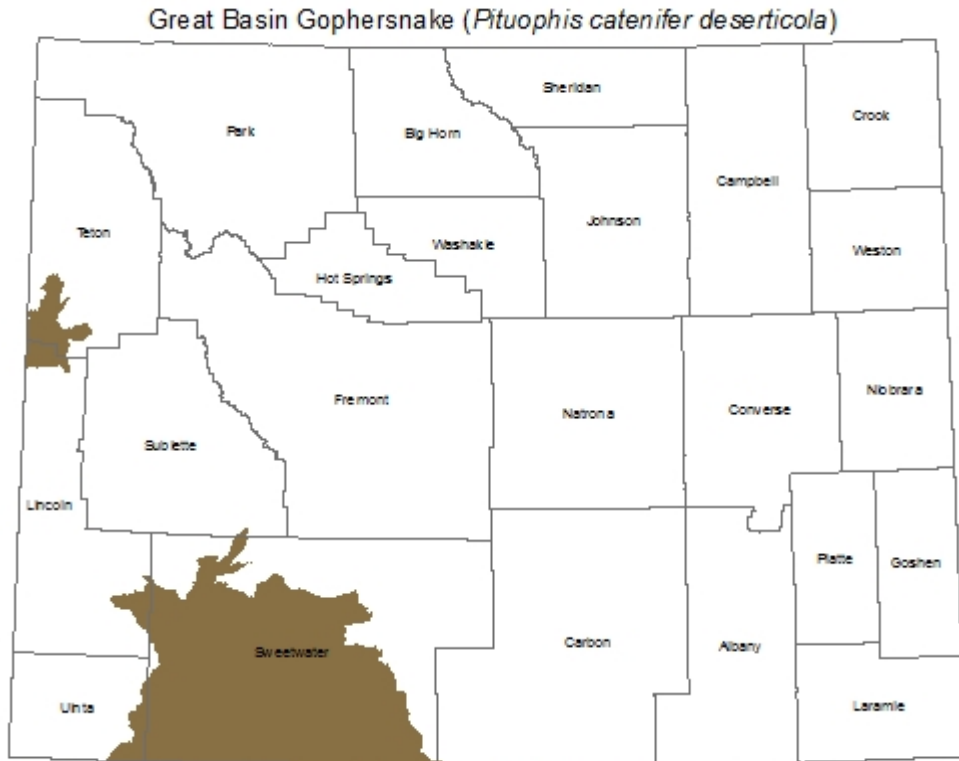 Great Basin Gophersnake (Pituophis catenifer deserticola)
Sheridan
Park
Big Horn
Crook
Campbell
Johnson
Teton
Washakie
Weston
Hot Springs
Fremont
Niobrara
Natrona
Converse
Sublette
Lincoln
Platte
Goshen
Carbon
Albany
Sweetwater
Uinta
Laramie